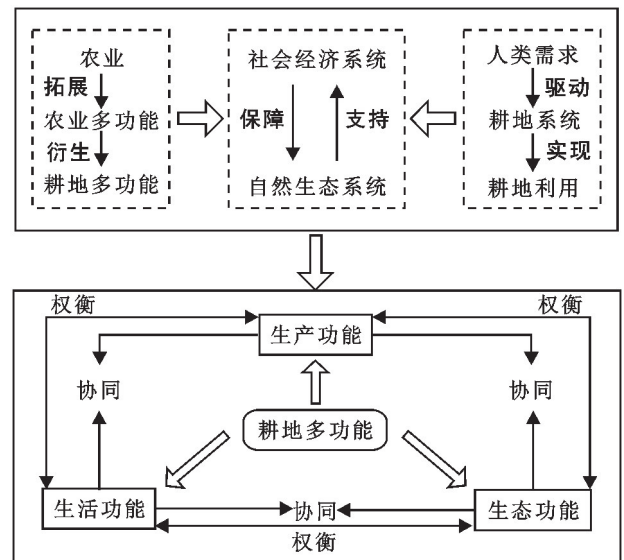 农业
拓展
农业多功能
衍生
耕地多功能
社会经济系统
保障
支持
自然生态系统
人类需求
驱动
耕地系统
实现
耕地利用
权衡
权衡
生产功能
协同
协同
耕地多功能
生活功能
协同
生态功能
权衡